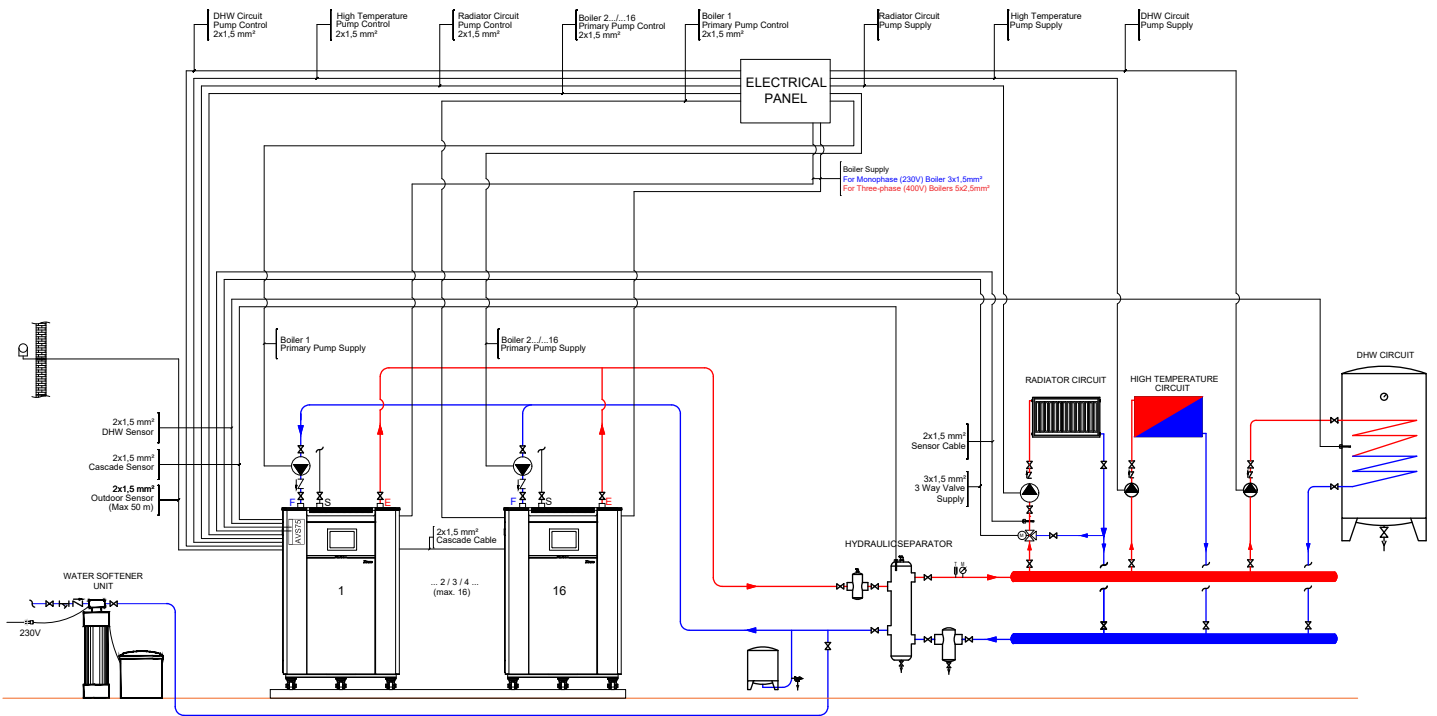 DHW Circuit
Pump Control
2x1,5 mm²
High Temperature
Pump Control
2x1,5 mm²
Radiator Circuit
Pump Control
2x1,5 mm²
Boiler 2.../...16
Primary Pump Control
2x1,5 mm²
Boiler 1
Primary Pump Control
2x1,5 mm²
Radiator Circuit
Pump Supply
High Temperature
Pump Supply
DHW Circuit
Pump Supply
ELECTRICAL
PANEL
Boiler Supply
For Monophase (230V) Boiler 3x1,5mm²
For Three-phase (400V) Boilers 5x2,5mm²
Boiler 1
Primary Pump Supply
Boiler 2.../...16
Primary Pump Supply
DHW CIRCUIT
RADIATOR CIRCUIT
HIGH TEMPERATURE
CIRCUIT
2x1,5 mm²
DHW Sensor
2x1,5 mm²
Cascade Sensor
2x1,5 mm²
Outdoor Sensor
(Max 50 m)
2x1,5 mm²
Sensor Cable
3x1,5 mm²
3 Way Valve
Supply
F
S
E
F
S
E
AVS75
2x1,5 mm²
Cascade Cable
M
HYDRAULICSEPARATOR
T
M
WATER SOFTENER
UNIT
230V
1
... 2 / 3 / 4 ...
(max. 16)
16